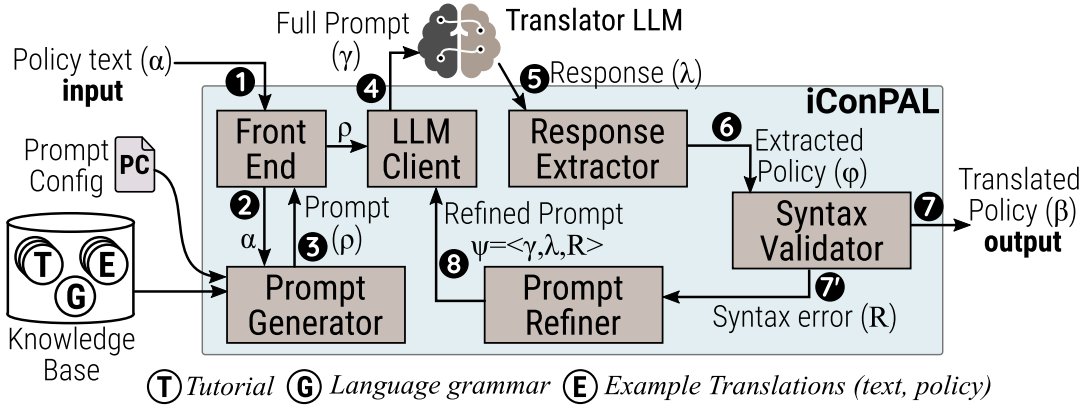 Full Prompt
(γ)
Translator LLM
Policy text (α)
input
1
4
5 Response (λ)
iConPAL
Front
End
ρ
LLM
Client
Response
Extractor
6
Extracted
Policy (φ)
Prompt
Config
PC
2
α
3
Prompt
(ρ)
Refined Prompt
ψ=<γ,λ,R>
8
Syntax
Validator
7
Translated
Policy (β)
output
T
E
G
Knowledge
Base
Prompt
Generator
Prompt
Refiner
7'
Syntax error (R)
T Tutorial G Language grammar E Example Translations (text, policy)